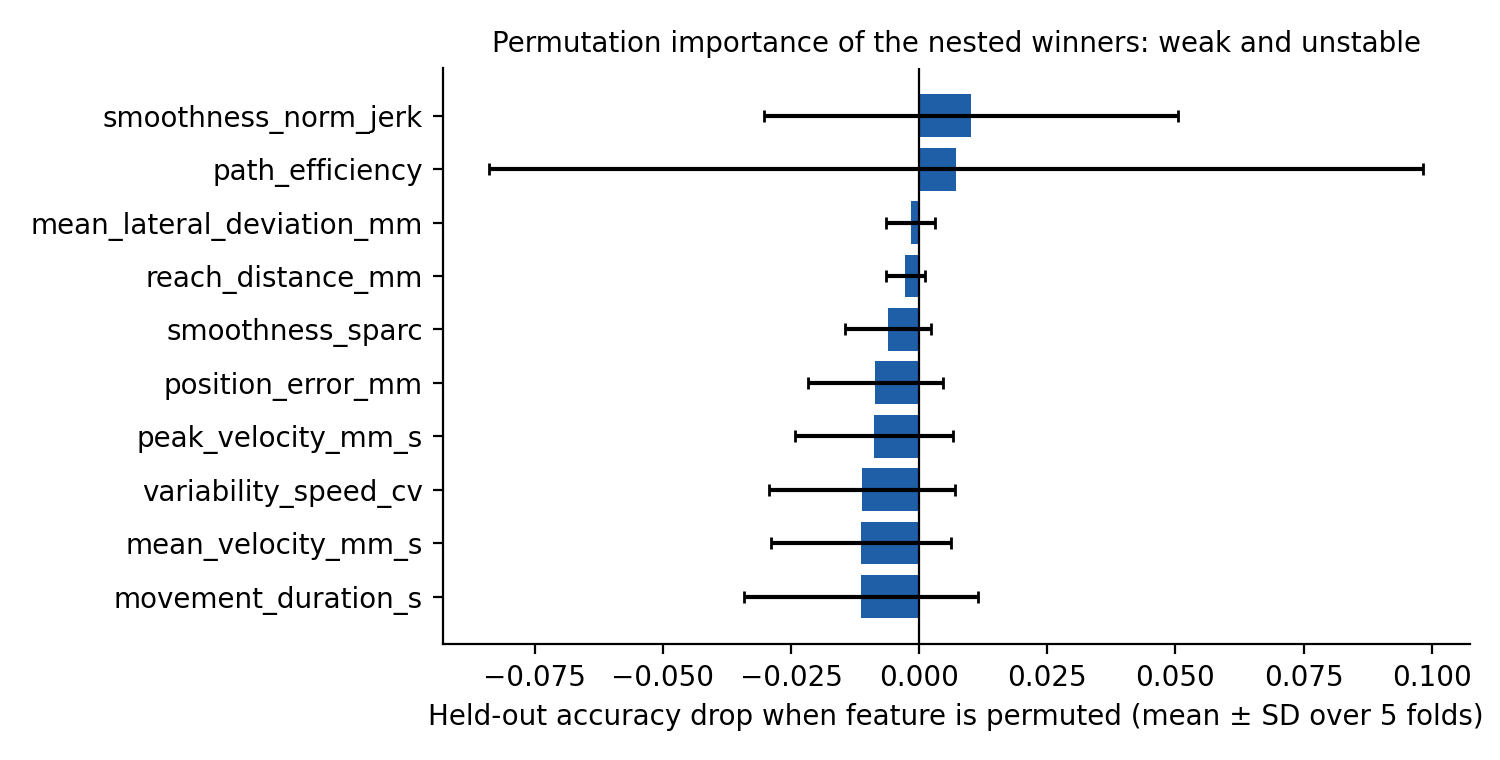 Permutation importance of the nested winners: weak and unstable
smoothness_norm_jerk
path_efficiency
mean_lateral_deviation_mm
reach_distance_mm
smoothness_sparc
position_error_mm
peak_velocity_mm_s
variability_speed_cv
mean_velocity_mm_s
movement_duration_s
−0.075 −0.050 −0.025 0.000 0.025 0.050 0.075 0.100
Held-out accuracy drop when feature is permuted (mean ± SD over 5 folds)